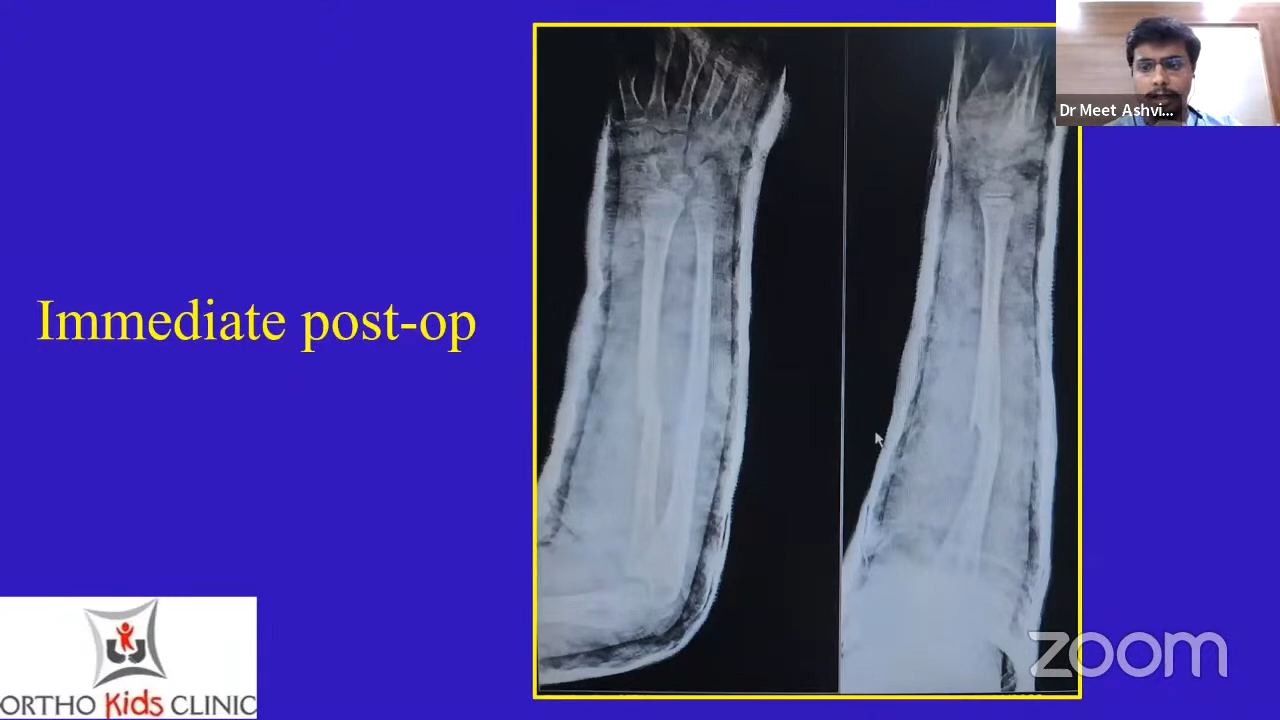 Dr Meet Ashvi...
Immediate post-op
ORTHO Kids CLINIC
zoom